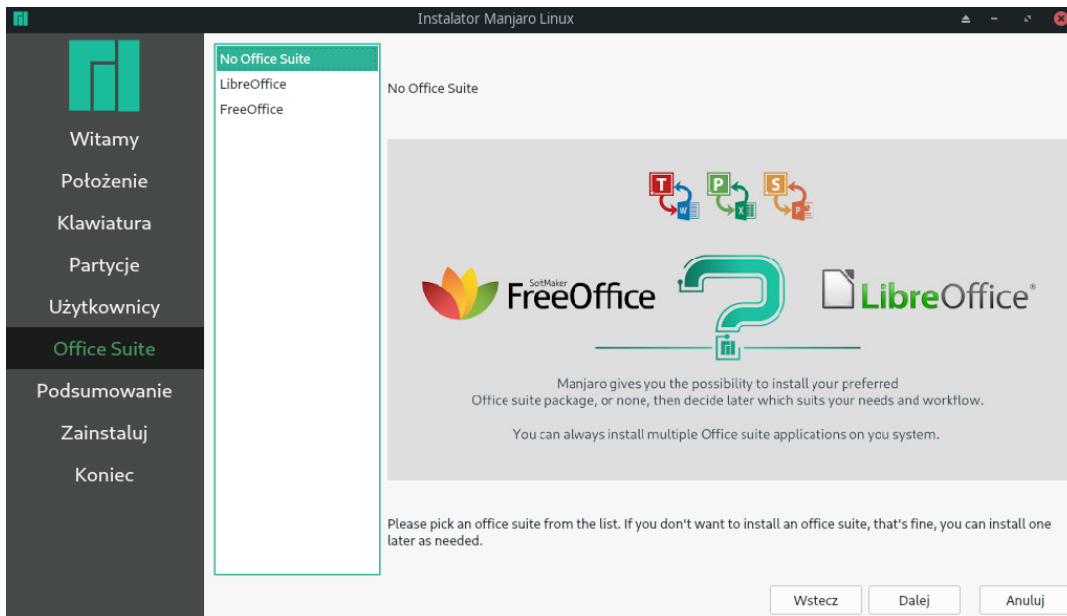 Instalator Manjaro Linux
Witamy
Położenie
Klawiatura
Partycje
Użytkownicy
Office Suite
Podsumowanie
Zainstaluj
Koniec
No Office Suite
LibreOffice
FreeOffice
No Office Suite
T P S
W X P
SoftMaker
FreeOffice
LibreOffice®
Manjaro gives you the possibility to install your preferred
Office suite package, or none, then decide later which suits your needs and workflow.
You can always install multiple Office suite applications on you system.
Please pick an office suite from the list. If you don't want to install an office suite, that's fine, you can install one
later as needed.
Wstecz
Dalej
Anuluj